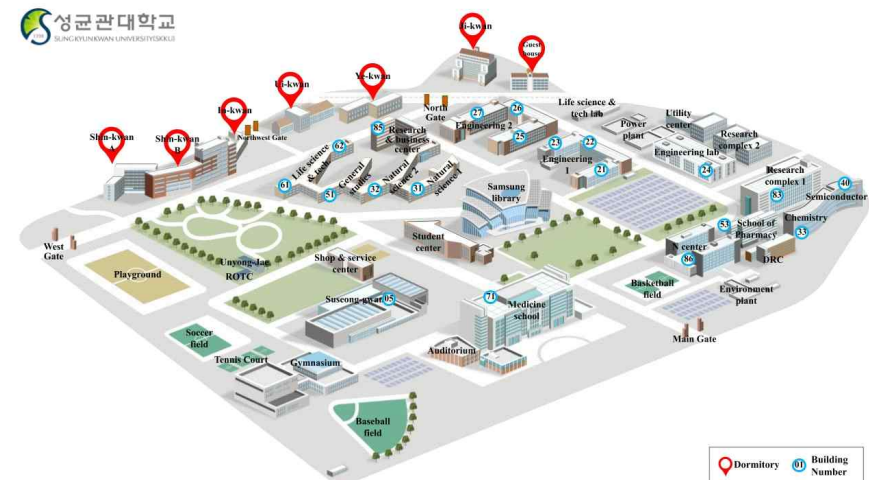 성균관대학교
SUNGKYUNKWAN UNIVERSITY(SKKU)
Ji-kwan
Guest
house
Ui-kwan
Ye-kwan
In-kwan
Shin-kwan
A
Shin-kwan
B
Northwest Gate
North
Gate
85
Research
& business
center
27
26
Engineering 2
25
Life science &
tech lab
Power
plant
Utility
center
Research
complex 2
23
22
Engineering
1
21
Engineering lab
24
62
Life science
& tech
61
51
General
studies
32
Natural
science 2
31
Natural
science 1
Samsung
library
Research
complex 1
83
40
Semiconductor
Chemistry
33
53
School of
Pharmacy
N center
86
DRC
West
Gate
Playground
Unyong-Jae
ROTC
Shop & service
center
Student
center
Basketball
field
Environment
plant
Main Gate
Suseong-gwan
05
71
Medicine
school
Soccer
field
Tennis Court
Gymnasium
Auditorium
Baseball
field
Dormitory
01
Building
Number